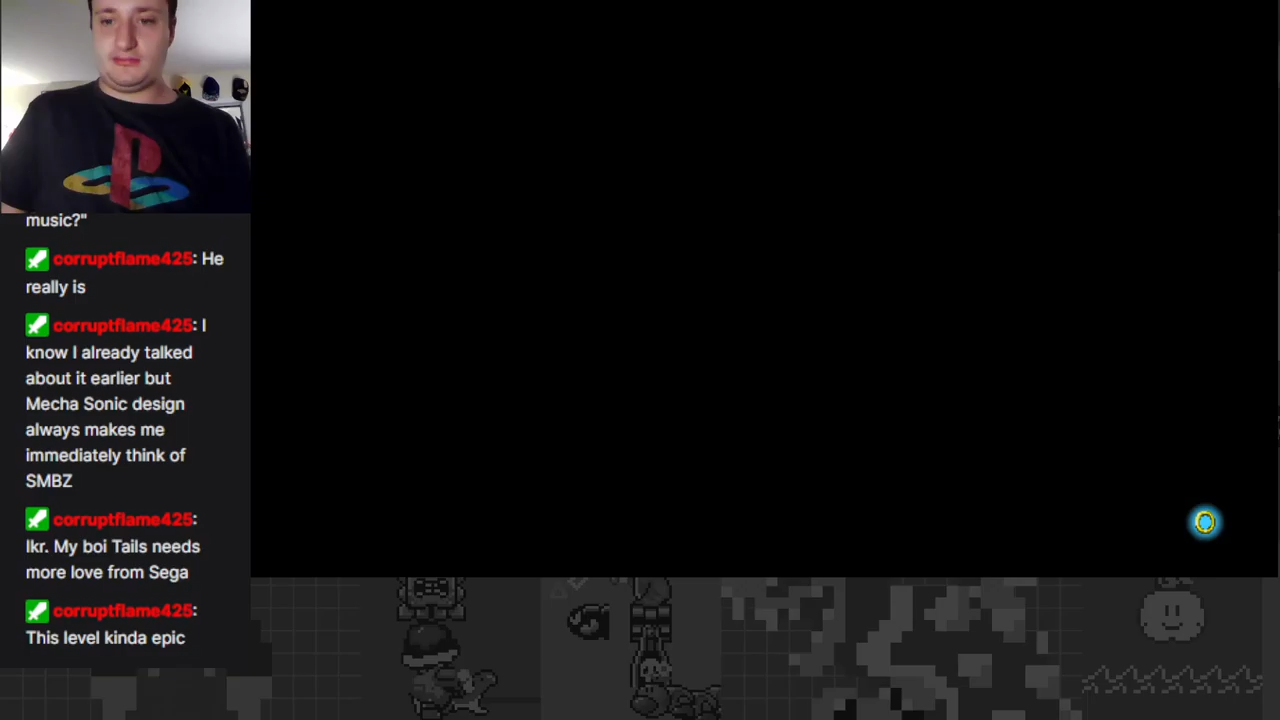 music?"
corruptflame425: He
really is
corruptflame425: I
know I already talked
about it earlier but
Mecha Sonic design
always makes me
immediately think of
SMBZ
corruptflame425:
Ikr. My boi Tails needs
more love from Sega
corruptflame425:
This level kinda epic